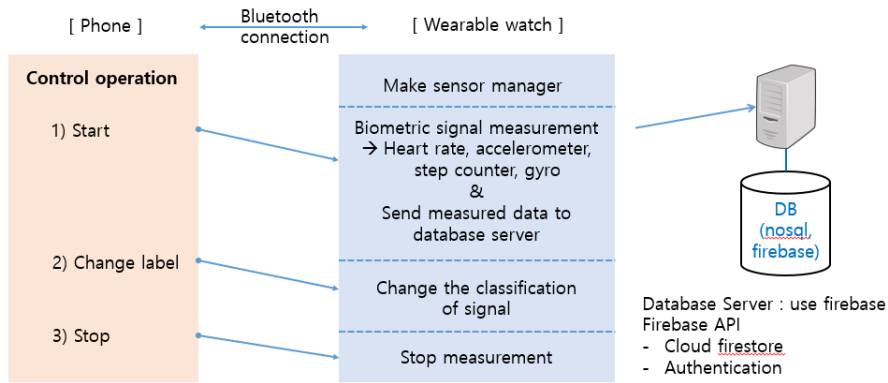 [ Phone ]
Bluetooth
connection
[ Wearable watch ]
Control operation
1) Start
2) Change label
3) Stop
Make sensor manager
Biometric signal measurement
→ Heart rate, accelerometer,
step counter, gyro
&
Send measured data to
database server
Change the classification
of signal
Stop measurement
DB
(nosql,
firebase)
Database Server : use firebase
Firebase API
- Cloud firestore
- Authentication